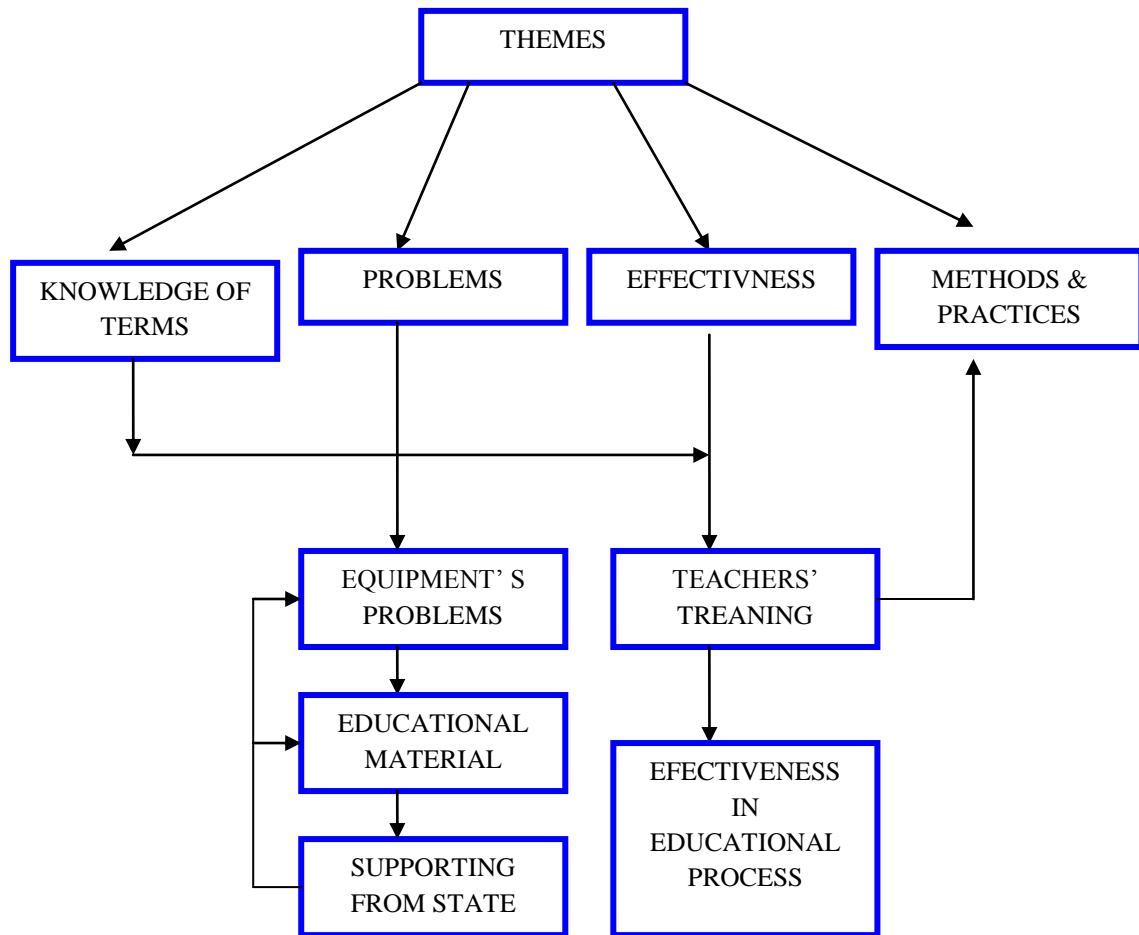 THEMES
KNOWLEDGE OF
TERMS
PROBLEMS
EFFECTIVNESS
METHODS &
PRACTICES
EQUIPMENT’ S
PROBLEMS
TEACHERS’
TREANING
EDUCATIONAL
MATERIAL
EFECTIVENESS
IN
EDUCATIONAL
PROCESS
SUPPORTING
FROM STATE